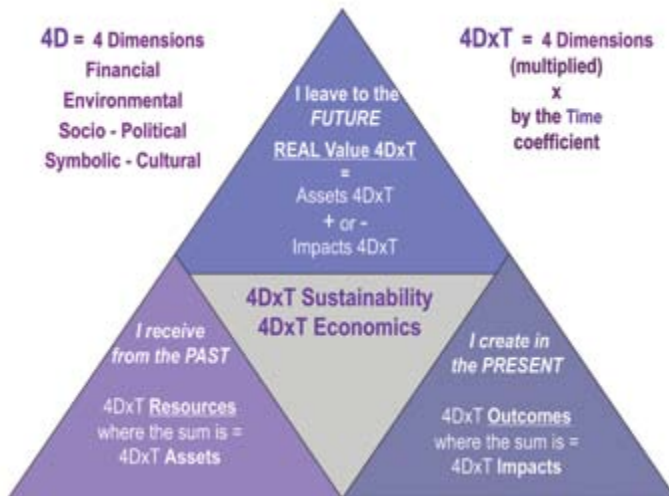 4D = 4 Dimensions
Financial
Environmental
Socio - Political
Symbolic - Cultural
4DxT = 4 Dimensions
(multiplied)
x
by the Time
coefficient
I leave to the
FUTURE
REAL Value 4DxT
=
Assets 4DxT
+ or -
Impacts 4DxT
4DxT Sustainability
4DxT Economics
I receive
from the PAST
4DxT Resources
where the sum is =
4DxT Assets
I create in
the PRESENT
4DxT Outcomes
where the sum is =
4DxT Impacts